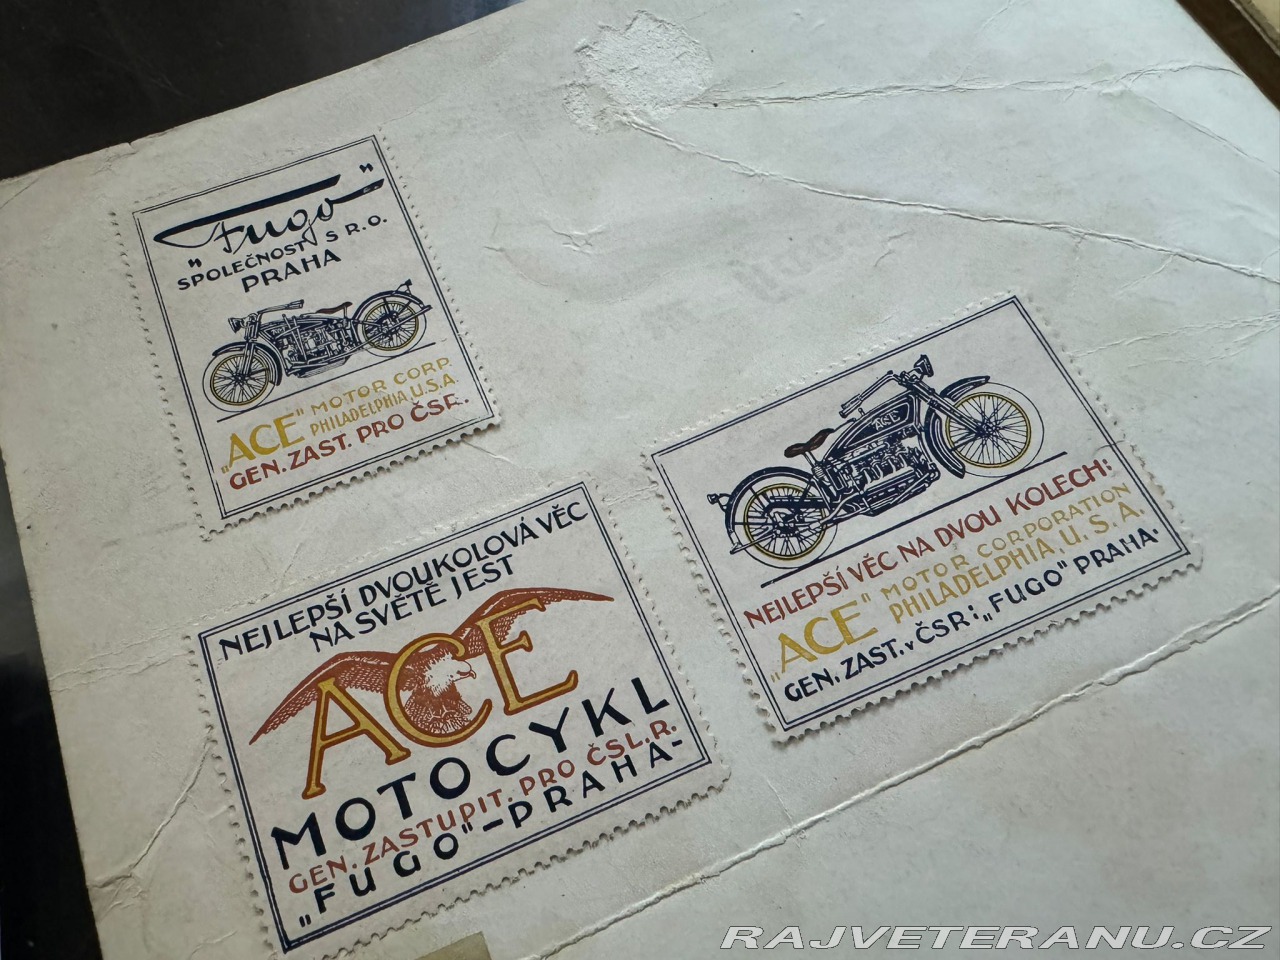 „Fugo”
SPOLEČNOST S R.O.
PRAHA
„ACE” MOTOR CORP.
PHILADELPHIA U.S.A.
GEN. ZAST. PRO ČSR.
NEJLEPŠÍ DVOUKOLOVÁ VĚC
NA SVĚTĚ JEST
ACE
MOTOCYKL
GEN. ZASTUPIT. PRO ČSL.R.
„FUGO”-PRAHA-
ACE
NEJLEPŠÍ VĚC NA DVOU KOLECH:
„ACE” MOTOR CORPORATION
PHILADELPHIA, U.S.A.
GEN. ZAST. v ČSR: „FUGO” PRAHA.
RAJVETERANU.CZ